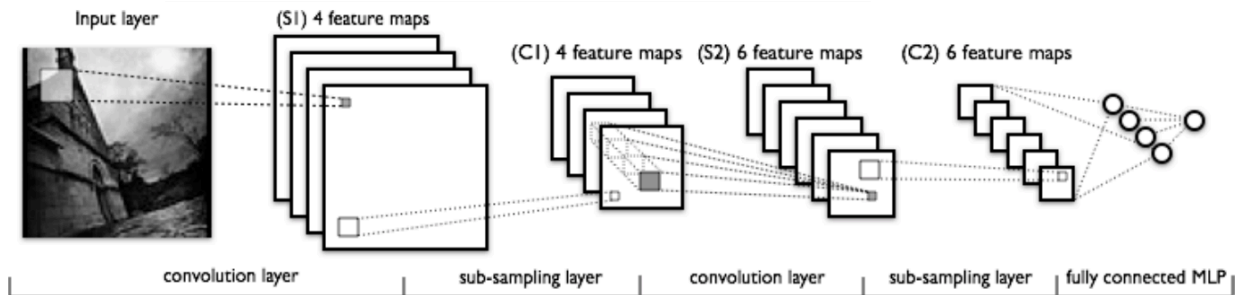 Input layer
(S1) 4 feature maps
(C1) 4 feature maps
(S2) 6 feature maps
(C2) 6 feature maps
convolution layer
sub-sampling layer
convolution layer
sub-sampling layer
fully connected MLP